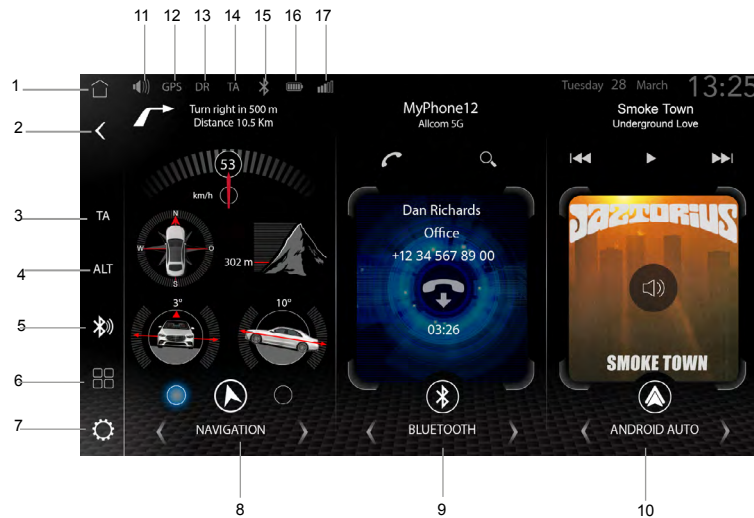 11 12 13 14 15 16 17
1
2
3
4
5
6
7
GPS DR TA
Tuesday 28 March 13:25
TA
ALT
Turn right in 500 m
Distance 10.5 Km
53
km/h
N
W O
S
302 m
3° 10°
NAVIGATION
MyPhone12
Allcom 5G
Dan Richards
Office
+12 34 567 89 00
03:26
BLUETOOTH
Smoke Town
Underground Love
JAZTORIUS
SMOKE TOWN
ANDROID AUTO
8 9 10